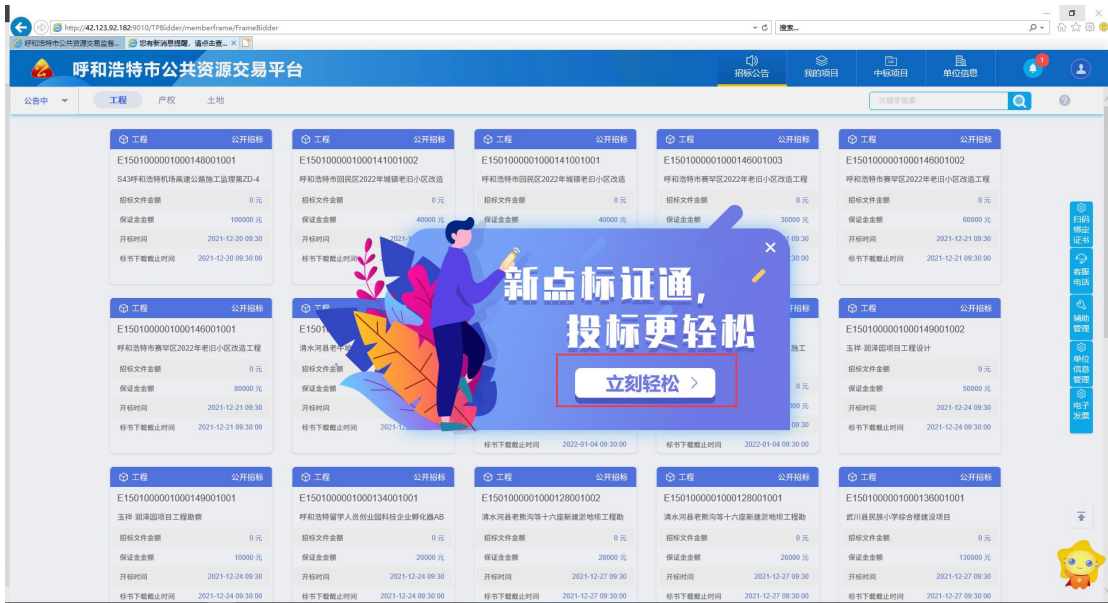 http://42.123.92.182:9010/TPBidder/memberframe/FrameBidder
搜索...
呼和浩特市公共资源交易监督...
您有新消息提醒，请点击查...
呼和浩特市公共资源交易平台
招标公告
我的项目
中标项目
单位信息
1
公告中
工程
产权
土地
关键字搜索
工程 公开招标
E1501000001000148001001
S43呼和浩特机场高速公路施工监理第ZD-4
招标文件金额 0 元
保证金金额 100000 元
开标时间 2021-12-20 09:30
标书下载截止时间 2021-12-20 09:30:00
工程 公开招标
E1501000001000141001002
呼和浩特市回民区2022年城镇老旧小区改造
招标文件金额 0 元
保证金金额 40000 元
开标时间
标书下载截止时间
工程 公开招标
E1501000001000141001001
呼和浩特市回民区2022年城镇老旧小区改造
招标文件金额 0 元
保证金金额 40000 元
工程 公开招标
E1501000001000146001003
呼和浩特市赛罕区2022年老旧小区改造工程
招标文件金额 0 元
保证金金额 30000 元
09:30
30:00
工程 公开招标
E1501000001000146001002
呼和浩特市赛罕区2022年老旧小区改造工程
招标文件金额 0 元
保证金金额 60000 元
开标时间 2021-12-21 09:30
标书下载截止时间 2021-12-21 09:30:00
新点标证通,
投标更轻松
立刻轻松
工程 公开招标
E1501000001000146001001
呼和浩特市赛罕区2022年老旧小区改造工程
招标文件金额 0 元
保证金金额 80000 元
开标时间 2021-12-21 09:30
标书下载截止时间 2021-12-21 09:30:00
工程
E1501
清水河县老牛
招标文件金额
保证金金额
开标时间
标书下载截止时间
标书下载截止时间 2022-01-04 09:30:00
招标
施工
0 元
000 元
09:30
标书下载截止时间 2022-01-04 09:30:00
工程 公开招标
E1501000001000149001002
玉祥·润泽园项目工程设计
招标文件金额 0 元
保证金金额 50000 元
开标时间 2021-12-24 09:30
标书下载截止时间 2021-12-24 09:30:00
工程 公开招标
E1501000001000149001001
玉祥·润泽园项目工程勘察
招标文件金额 0 元
保证金金额 10000 元
开标时间 2021-12-24 09:30
标书下载截止时间 2021-12-24 09:30:00
工程 公开招标
E1501000001000134001001
呼和浩特留学人员创业园科技企业孵化器AB
招标文件金额 0 元
保证金金额 20000 元
开标时间 2021-12-24 09:30
标书下载截止时间 2021-12-24 09:30:00
工程 公开招标
E1501000001000128001002
清水河县老熊沟等十六座新建淤地坝工程勘
招标文件金额 0 元
保证金金额 28000 元
开标时间 2021-12-27 09:30
标书下载截止时间 2021-12-27 09:30:00
工程 公开招标
E1501000001000128001001
清水河县老熊沟等十六座新建淤地坝工程勘
招标文件金额 0 元
保证金金额 26000 元
开标时间 2021-12-27 09:30
标书下载截止时间 2021-12-27 09:30:00
工程 公开招标
E1501000001000136001001
武川县民族小学综合楼建设项目
招标文件金额 0 元
保证金金额 130000 元
开标时间 2021-12-27 09:30
标书下载截止时间 2021-12-27 09:30:00
扫码
绑定
证书
客服
电话
辅助
管理
单位
信息
管理
电子
发票